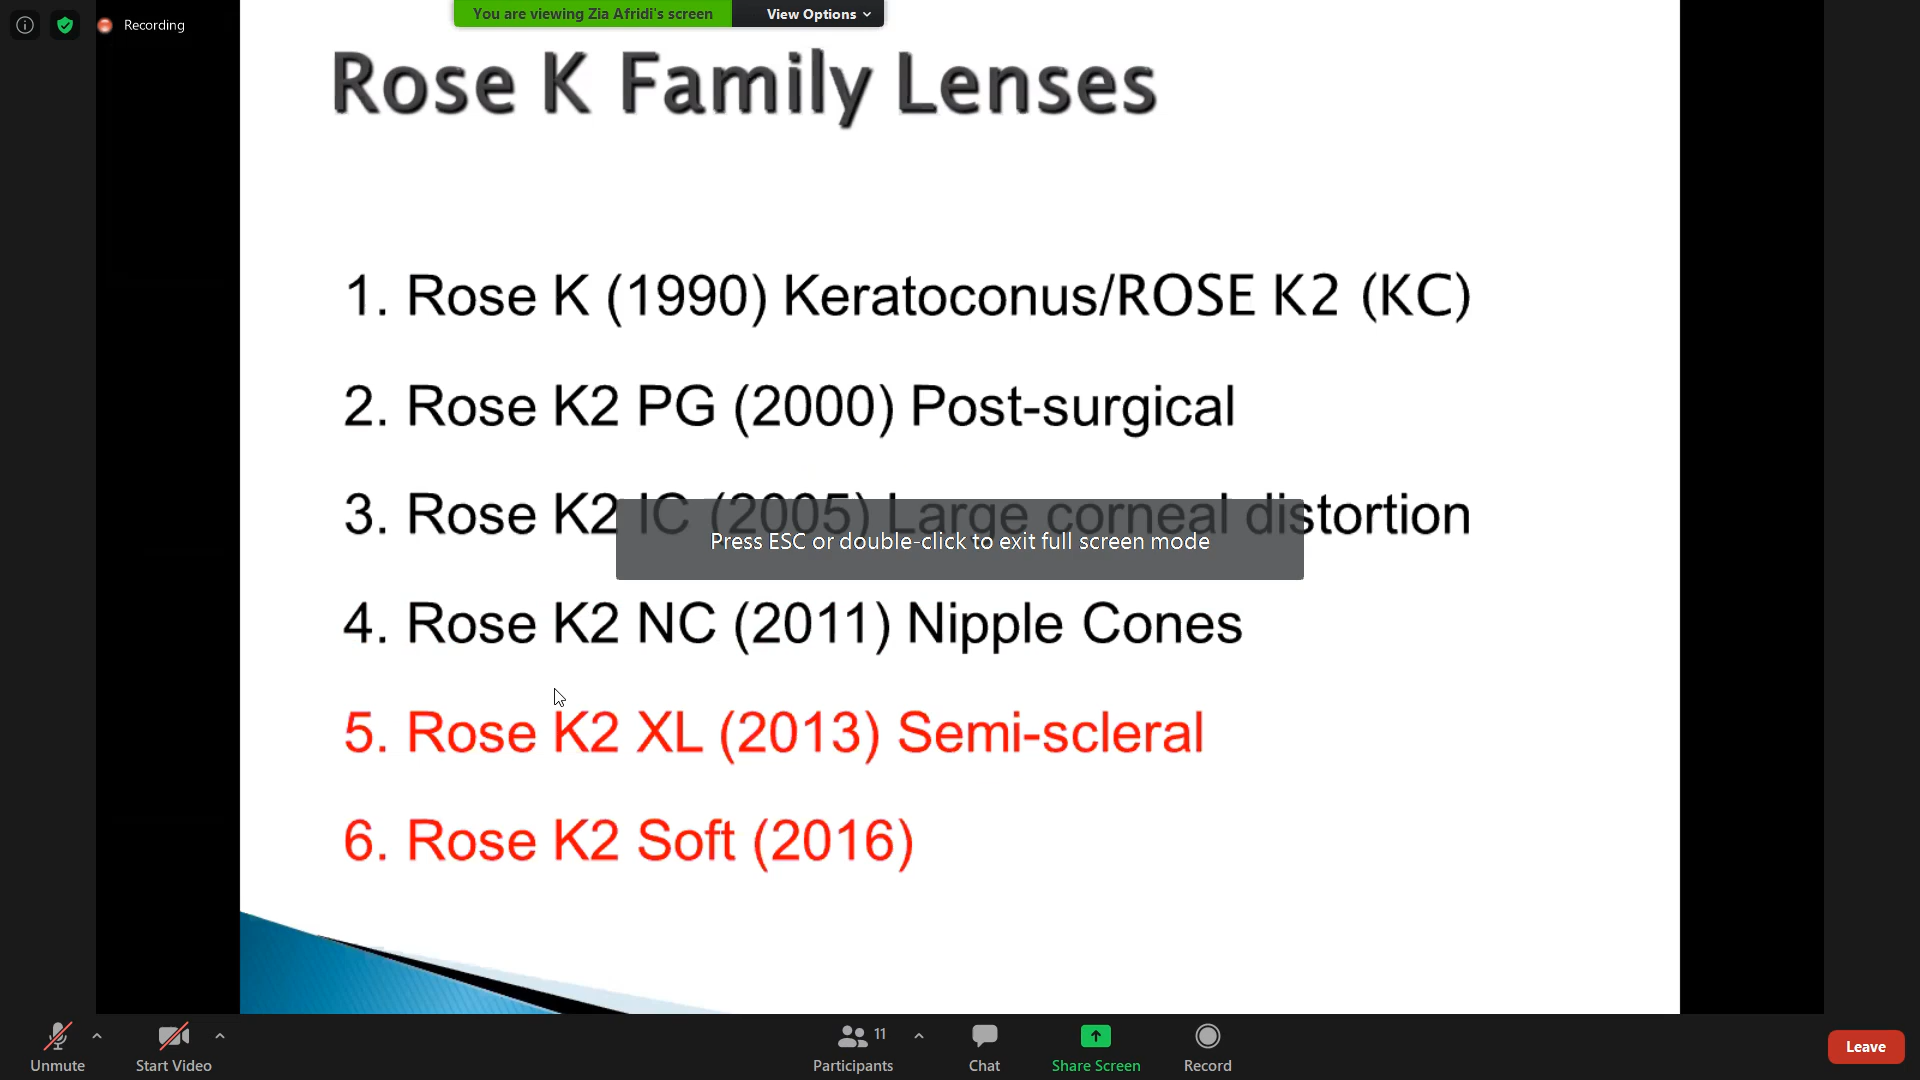 Recording
You are viewing Zia Afridi's screen
View Options
Rose K Family Lenses
1. Rose K (1990) Keratoconus/ROSE K2 (KC)
2. Rose K2 PG (2000) Post-surgical
3. Rose K2 IC (2005) Large corneal distortion
Press ESC or double-click to exit full screen mode
4. Rose K2 NC (2011) Nipple Cones
5. Rose K2 XL (2013) Semi-scleral
6. Rose K2 Soft (2016)
Unmute
Start Video
11
Participants
Chat
Share Screen
Record
Leave